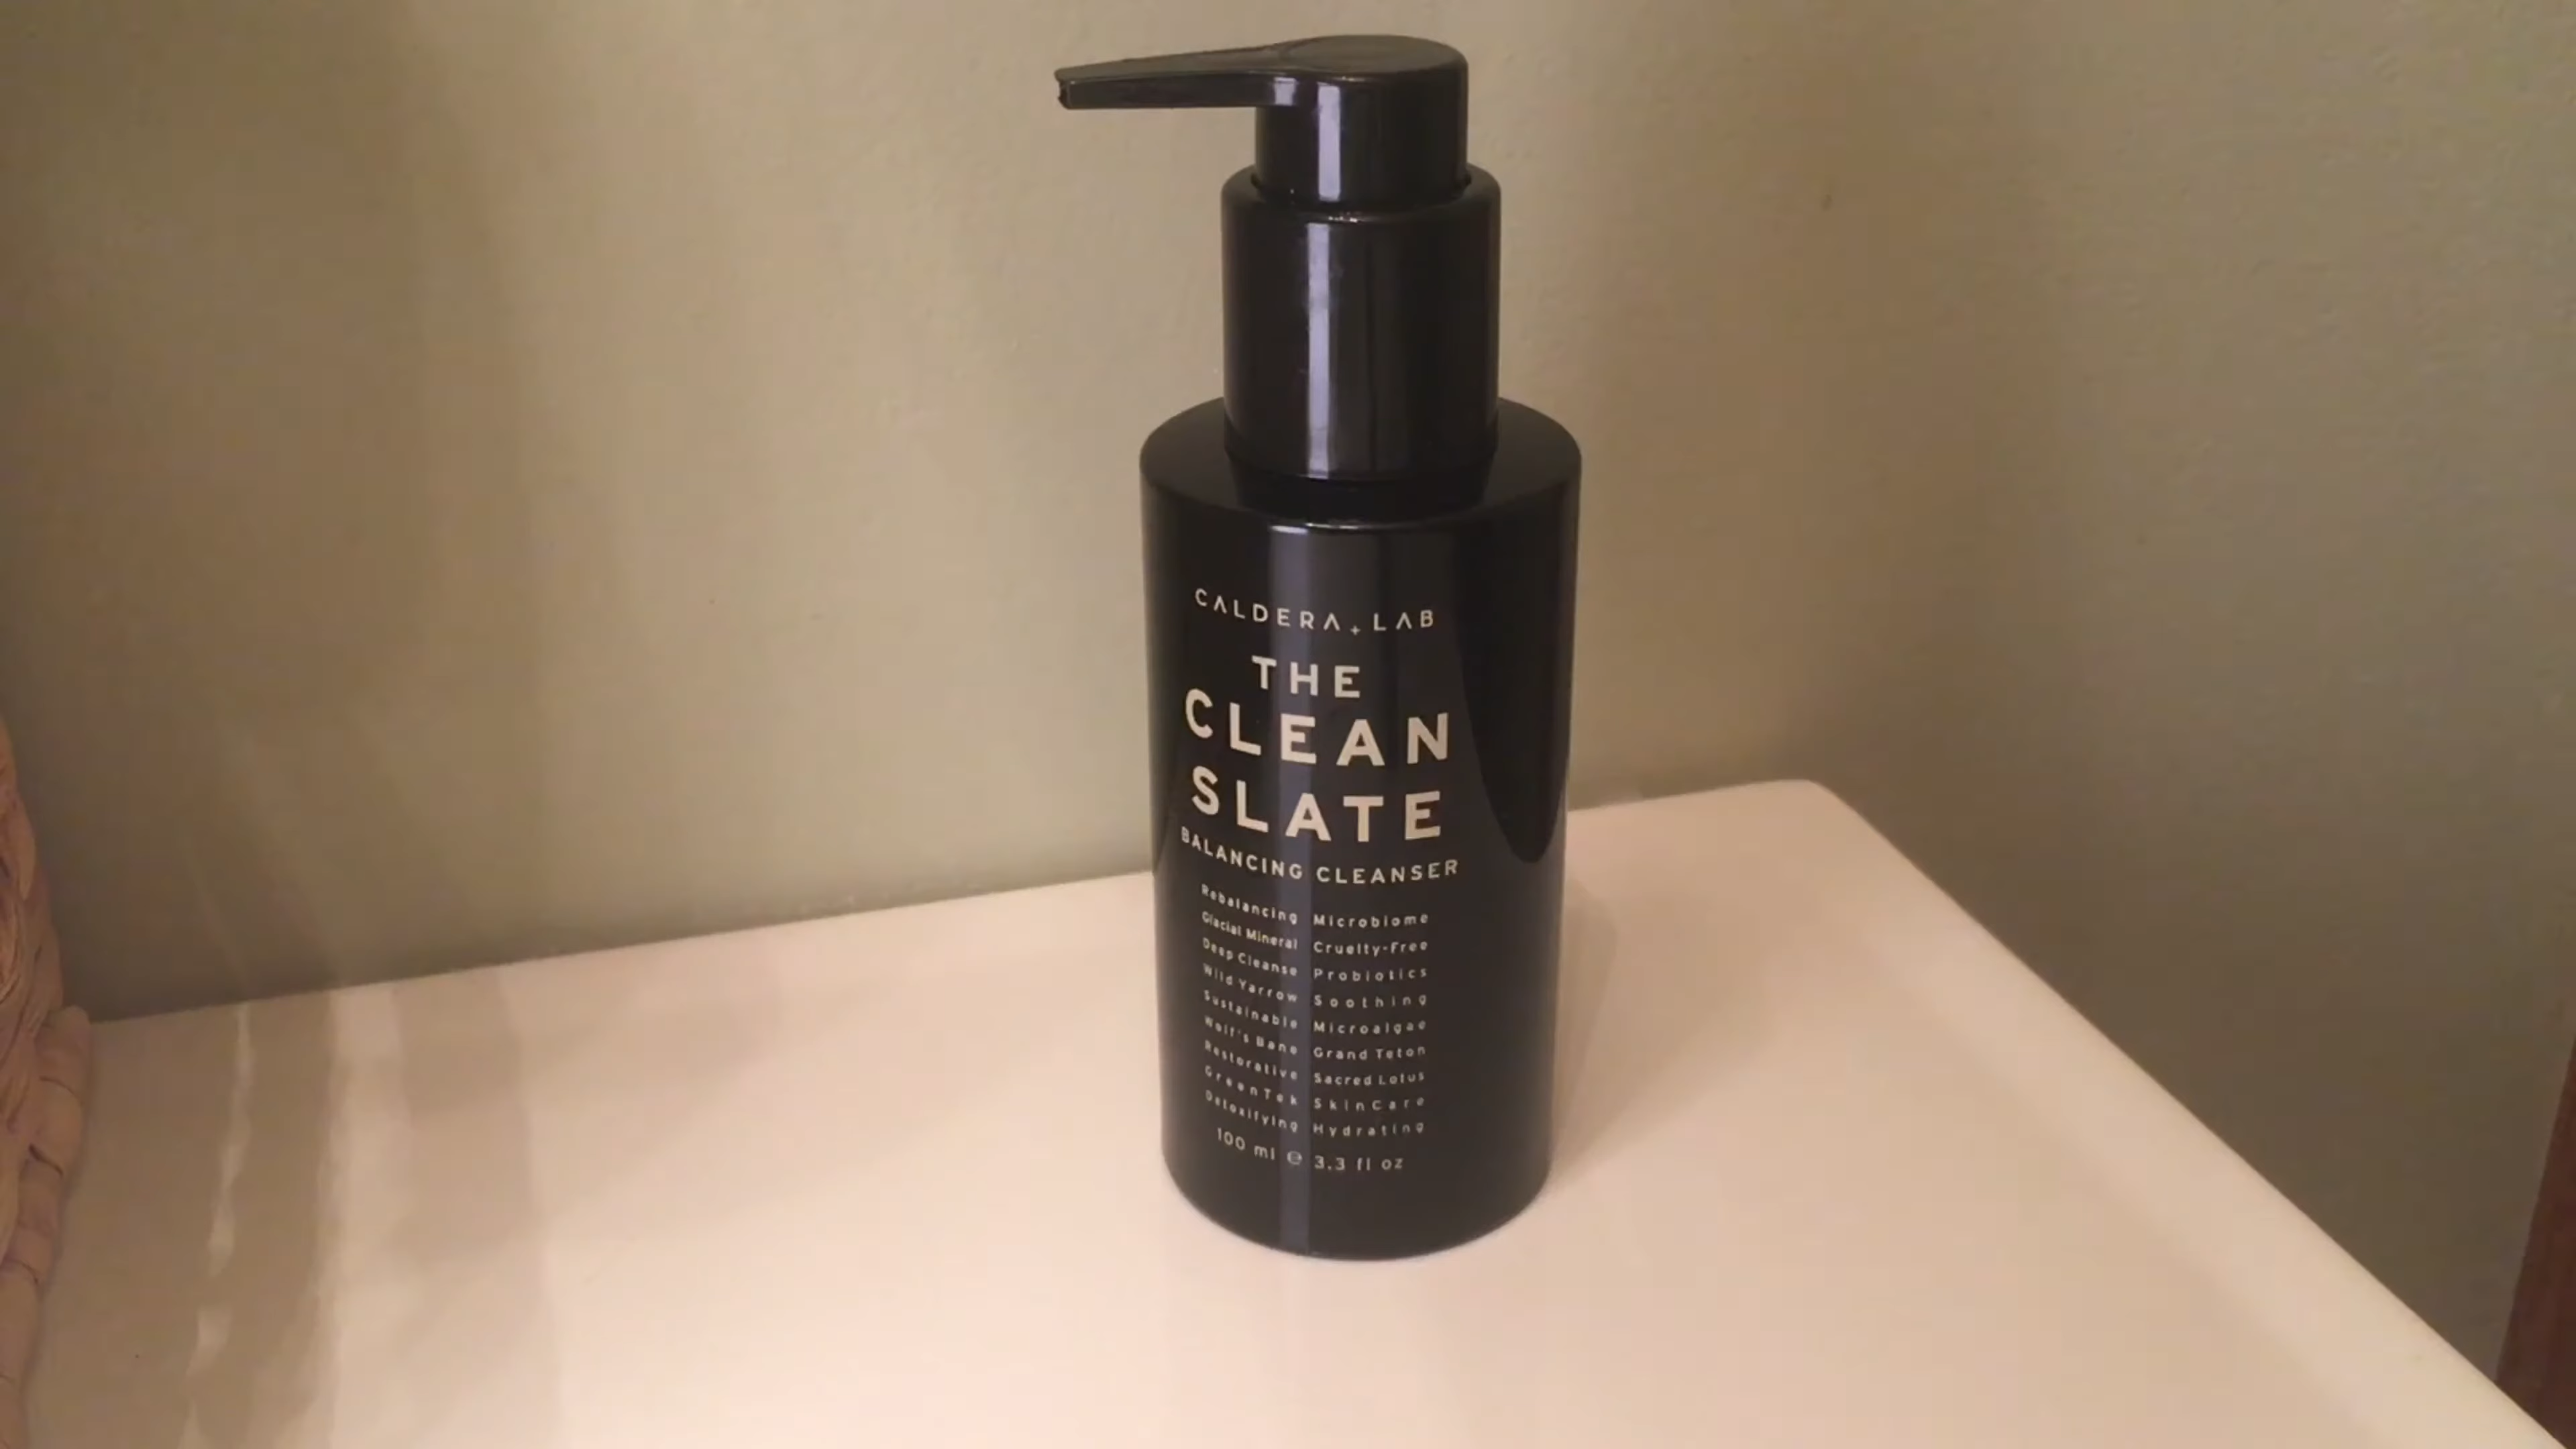 CALDERA + LAB
THE
CLEAN
SLATE
BALANCING CLEANSER
Rebalancing Microbiome
Glacial Mineral Cruelty-Free
Deep Cleanse Probiotics
Wild Yarrow Soothing
Sustainable Microalgae
Wolf's Bane Grand Teton
Restorative Sacred Lotus
GreenTek SkinCare
Detoxifying Hydrating
100 ml ℮ 3.3 fl oz